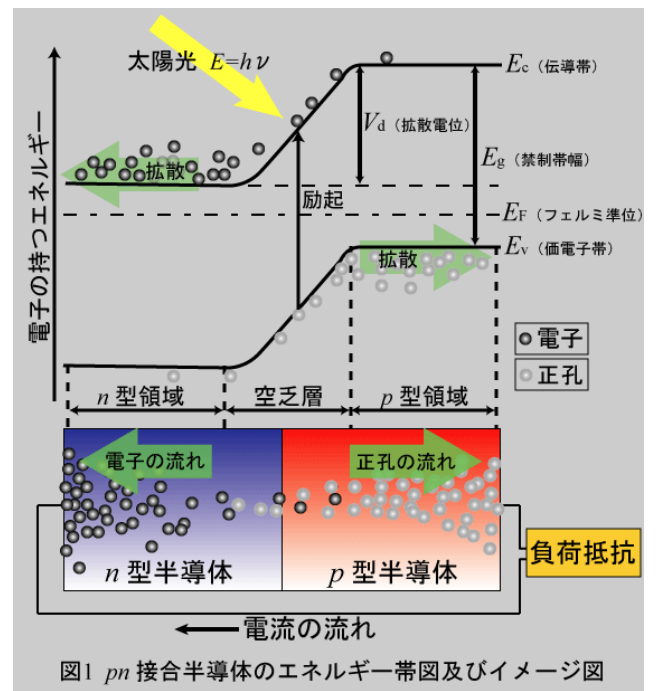 太陽光 E=hν
Ec（伝導帯）
Vd（拡散電位）
拡散
Eg（禁制帯幅）
励起
EF（フェルミ準位）
Ev（価電子帯）
拡散
電子の持つエネルギー
電子
正孔
n 型領域
空乏層
p 型領域
電子の流れ
正孔の流れ
負荷抵抗
n 型半導体
p 型半導体
電流の流れ
図1 pn 接合半導体のエネルギー帯図及びイメージ図